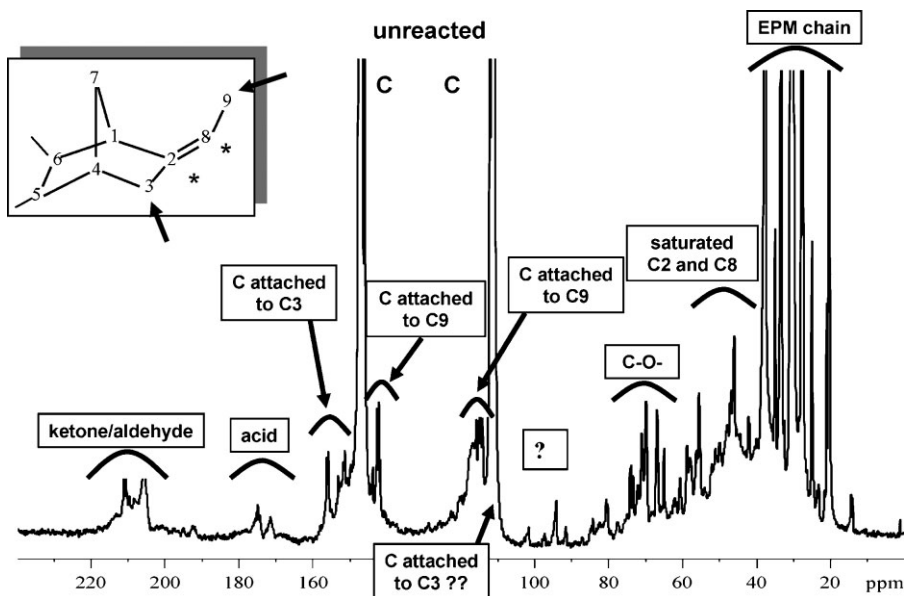 unreacted
C C
EPM chain
7
9
1
8
6
2
*
4
*
5
3
C attached
to C3
C attached
to C9
C attached
to C9
saturated
C2 and C8
C-O-
ketone/aldehyde
acid
?
C attached
to C3 ??
220 200 180 160 140 100 80 60 40 20 ppm